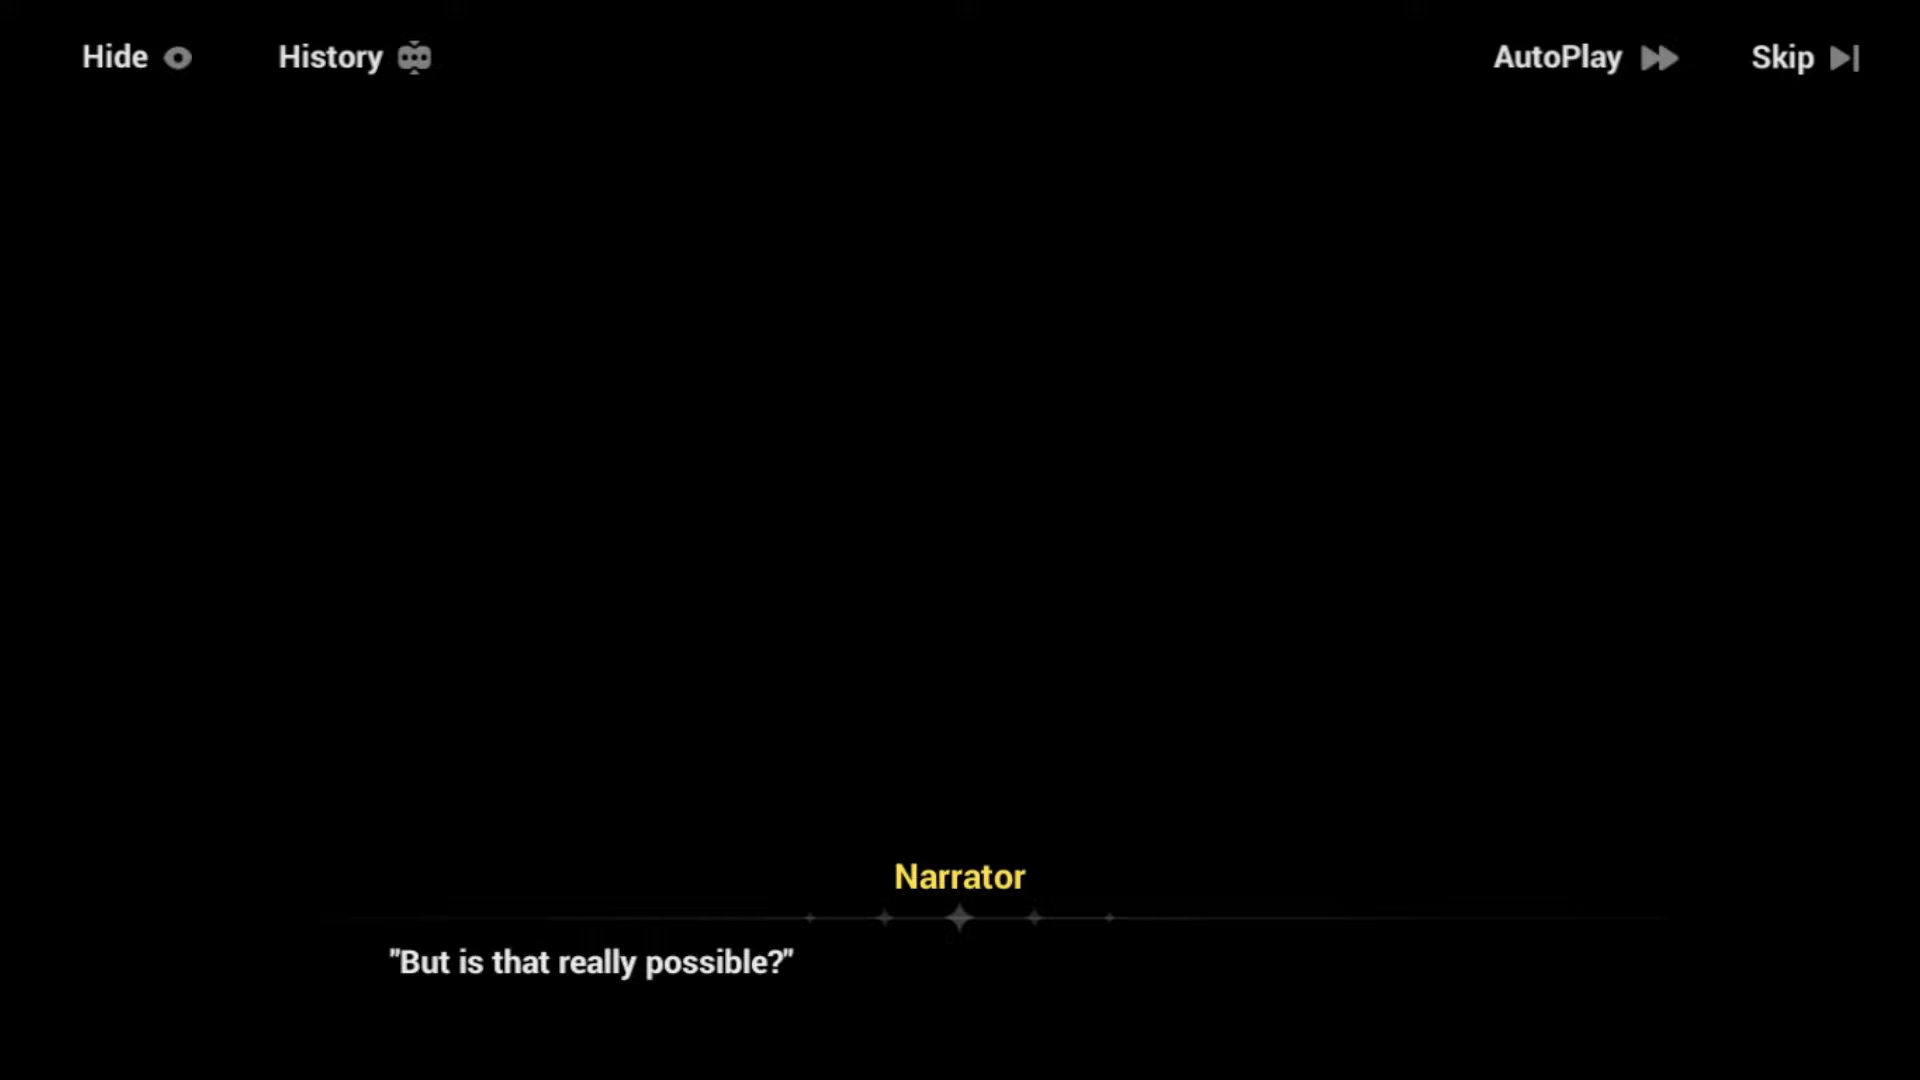 Hide
History
AutoPlay
Skip
Narrator
"But is that really possible?"